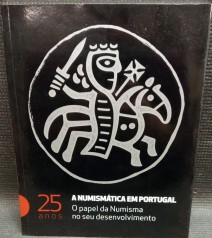 25
anos
A NUMISMÁTICA EM PORTUGAL
O papel da Numisma
no seu desenvolvimento